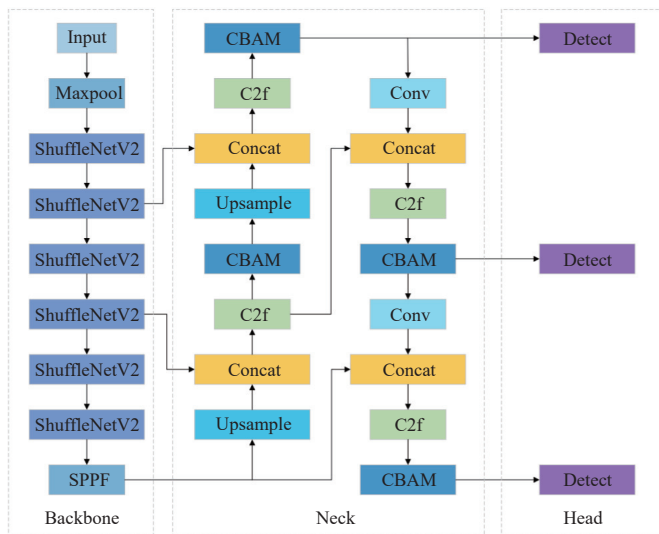 Input
Maxpool
ShuffleNetV2
ShuffleNetV2
ShuffleNetV2
ShuffleNetV2
ShuffleNetV2
ShuffleNetV2
SPPF
Backbone
CBAM
C2f
Concat
Upsample
CBAM
C2f
Concat
Upsample
Conv
Concat
C2f
CBAM
Conv
Concat
C2f
CBAM
Neck
Detect
Detect
Detect
Head